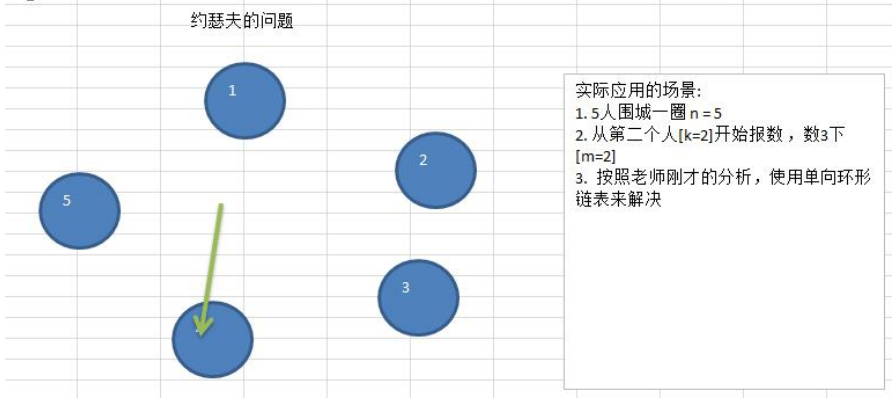 约瑟夫的问题
1
2
5
3
实际应用的场景:
1. 5人围城一圈 n = 5
2. 从第二个人[k=2]开始报数，数3下
[m=2]
3. 按照老师刚才的分析，使用单向环形
链表来解决